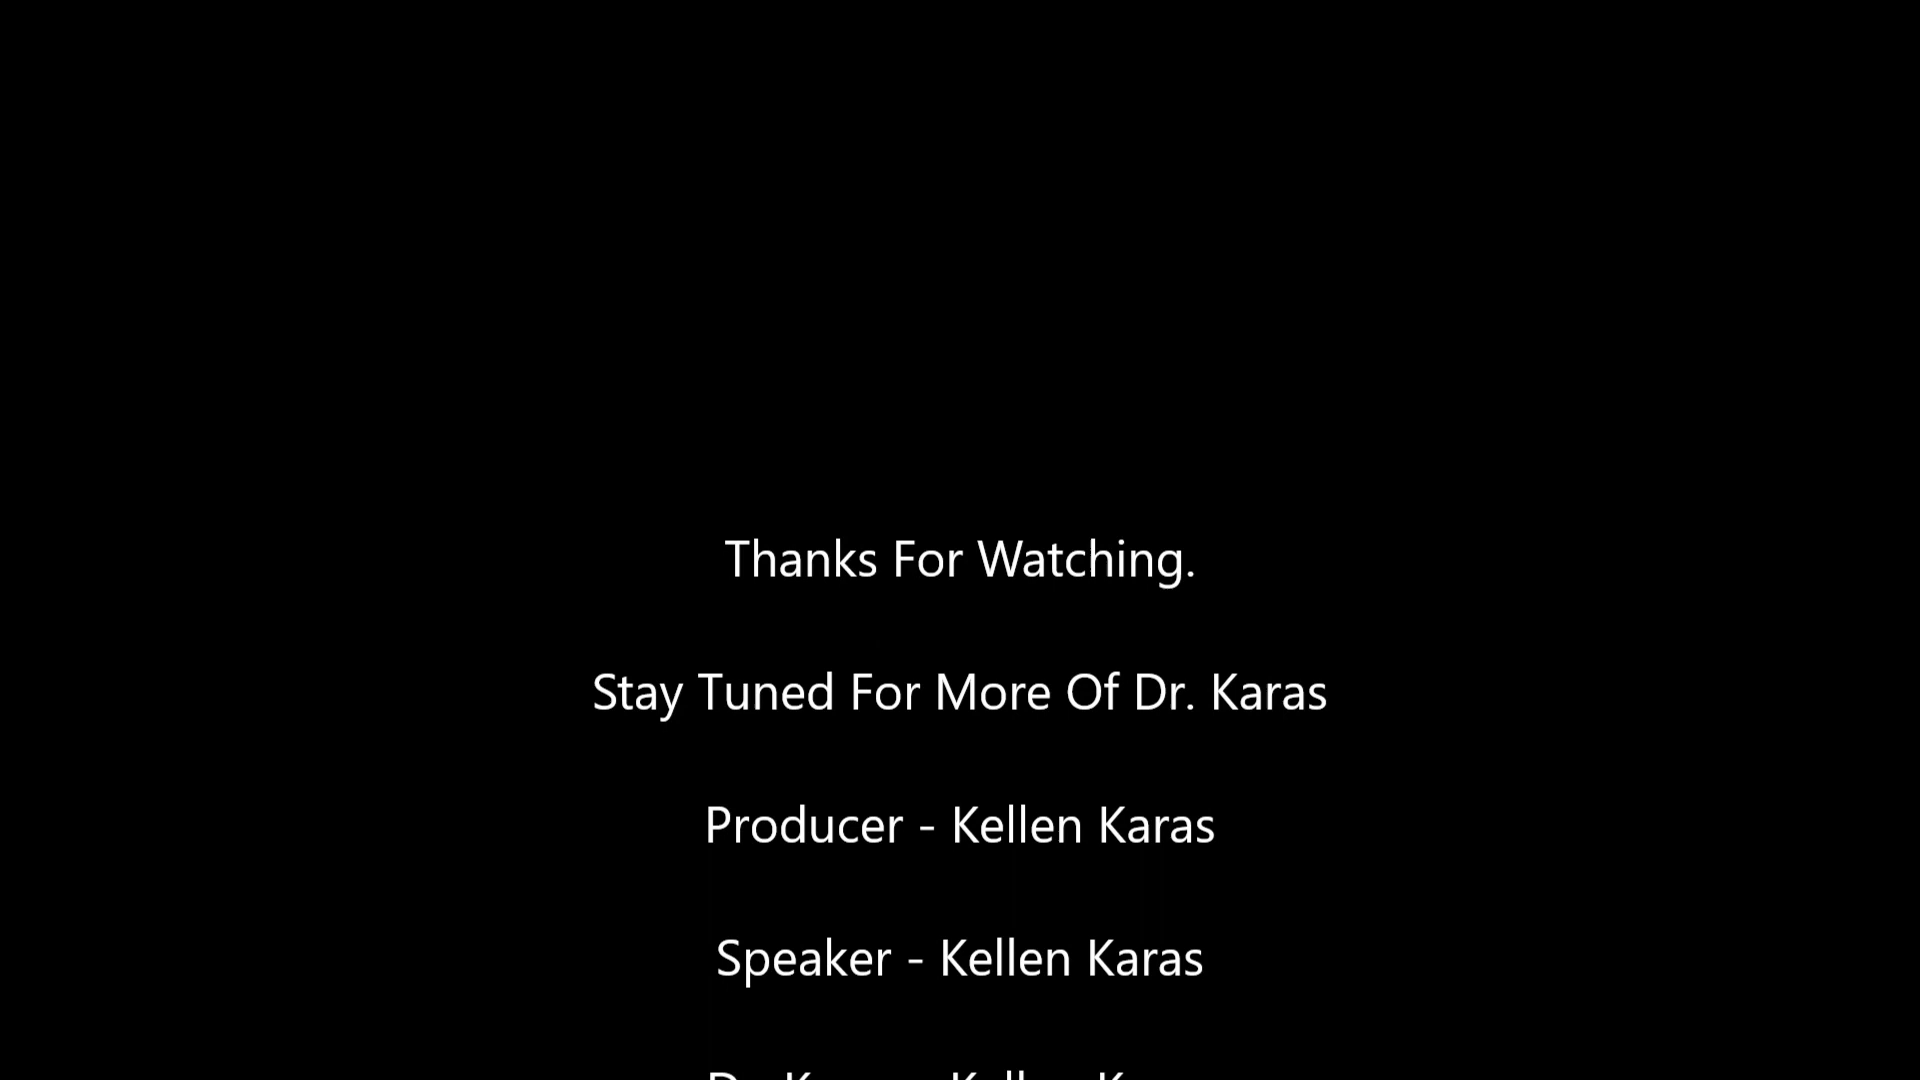 Thanks For Watching.
Stay Tuned For More Of Dr. Karas
Producer - Kellen Karas
Speaker - Kellen Karas